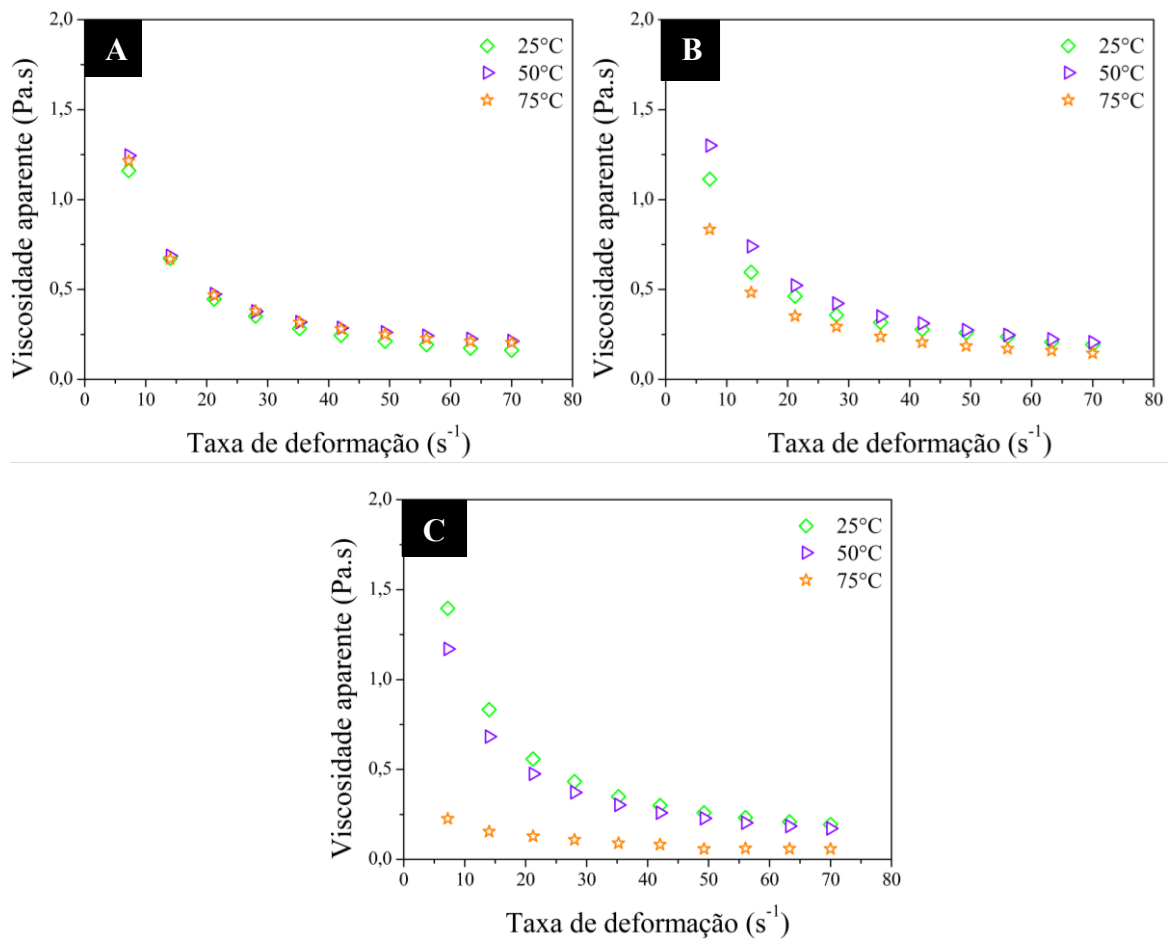 A
25°C
50°C
75°C
Viscosidade aparente (Pa.s)
2,0
1,5
1,0
0,5
0,0
0 10 20 30 40 50 60 70 80
Taxa de deformação (s⁻¹)
B
25°C
50°C
75°C
Viscosidade aparente (Pa.s)
2,0
1,5
1,0
0,5
0,0
0 10 20 30 40 50 60 70 80
Taxa de deformação (s⁻¹)
C
25°C
50°C
75°C
Viscosidade aparente (Pa.s)
2,0
1,5
1,0
0,5
0,0
0 10 20 30 40 50 60 70 80
Taxa de deformação (s⁻¹)